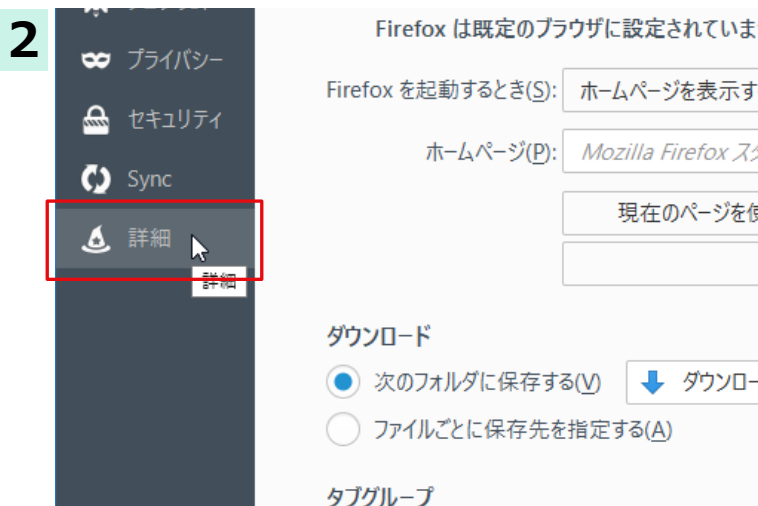 2
プライバシー
セキュリティ
Sync
詳細
詳細
Firefox は既定のブラウザに設定されていま
Firefox を起動するとき(S): ホームページを表示す
ホームページ(P): Mozilla Firefox スタ
現在のページを使
ダウンロード
次のフォルダに保存する(V) ダウンロー
ファイルごとに保存先を指定する(A)
タブグループ